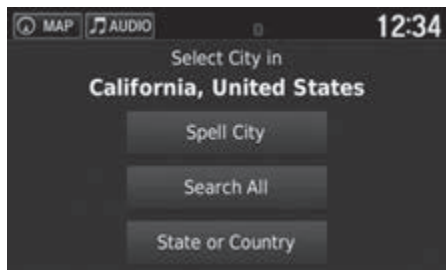 MAP AUDIO 12:34
Select City in
California, United States
Spell City
Search All
State or Country